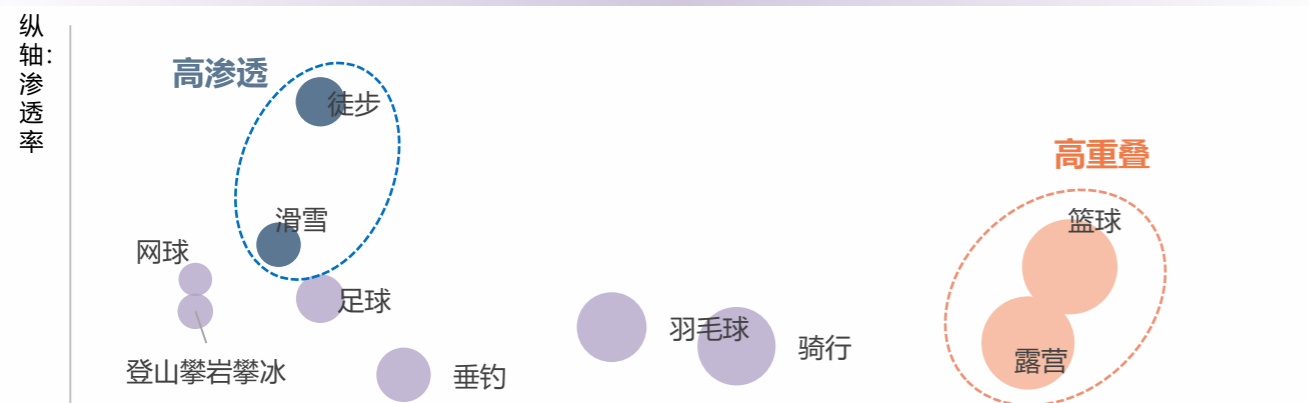 纵轴：渗透率
高渗透
徒步
高重叠
滑雪
篮球
网球
足球
羽毛球
骑行
露营
登山攀岩攀冰
垂钓